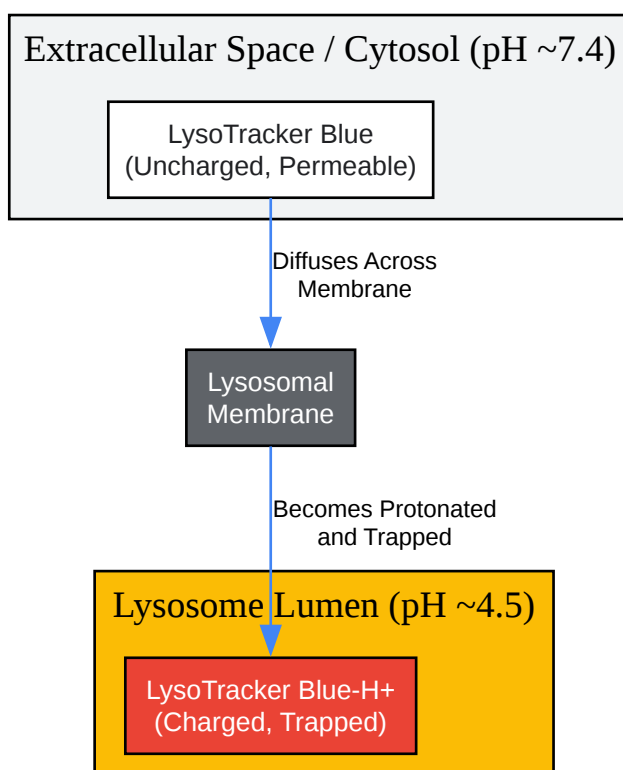 Extracellular Space / Cytosol (pH ~7.4)
LysoTracker Blue
(Uncharged, Permeable)
Diffuses Across
Membrane
Lysosomal
Membrane
Becomes Protonated
and Trapped
Lysosome Lumen (pH ~4.5)
LysoTracker Blue-H+
(Charged, Trapped)